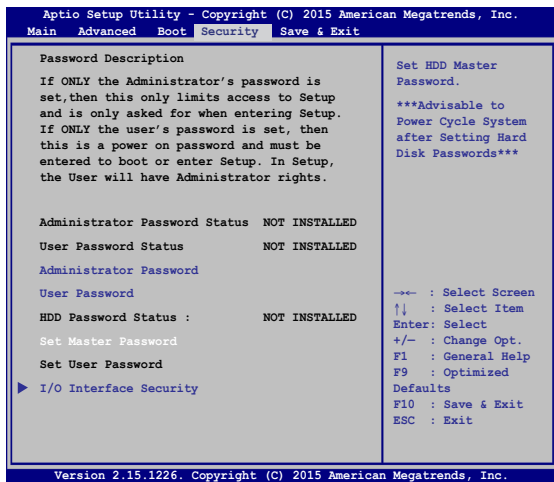 Aptio Setup Utility - Copyright (C) 2015 American Megatrends, Inc.
Main Advanced Boot Security Save & Exit
Password Description
If ONLY the Administrator's password is
set,then this only limits access to Setup
and is only asked for when entering Setup.
If ONLY the user's password is set, then
this is a power on password and must be
entered to boot or enter Setup. In Setup,
the User will have Administrator rights.
Administrator Password Status NOT INSTALLED
User Password Status NOT INSTALLED
Administrator Password
User Password
HDD Password Status : NOT INSTALLED
Set Master Password
Set User Password
I/O Interface Security
Set HDD Master
Password.
***Advisable to
Power Cycle System
after Setting Hard
Disk Passwords***
→← : Select Screen
↑↓ : Select Item
Enter: Select
+/— : Change Opt.
F1 : General Help
F9 : Optimized
Defaults
F10 : Save & Exit
ESC : Exit
Version 2.15.1226. Copyright (C) 2015 American Megatrends, Inc.